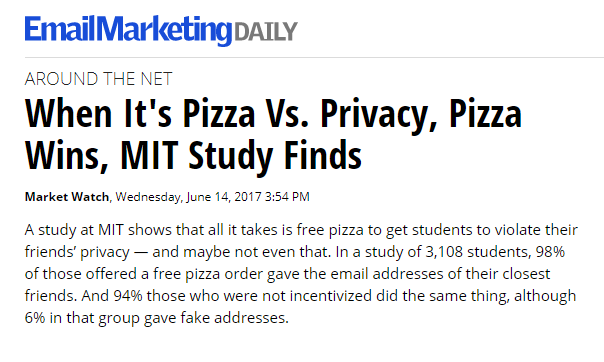 EmailMarketing DAILY
AROUND THE NET
When It's Pizza Vs. Privacy, Pizza
Wins, MIT Study Finds
Market Watch, Wednesday, June 14, 2017 3:54 PM
A study at MIT shows that all it takes is free pizza to get students to violate their
friends’ privacy — and maybe not even that. In a study of 3,108 students, 98%
of those offered a free pizza order gave the email addresses of their closest
friends. And 94% those who were not incentivized did the same thing, although
6% in that group gave fake addresses.